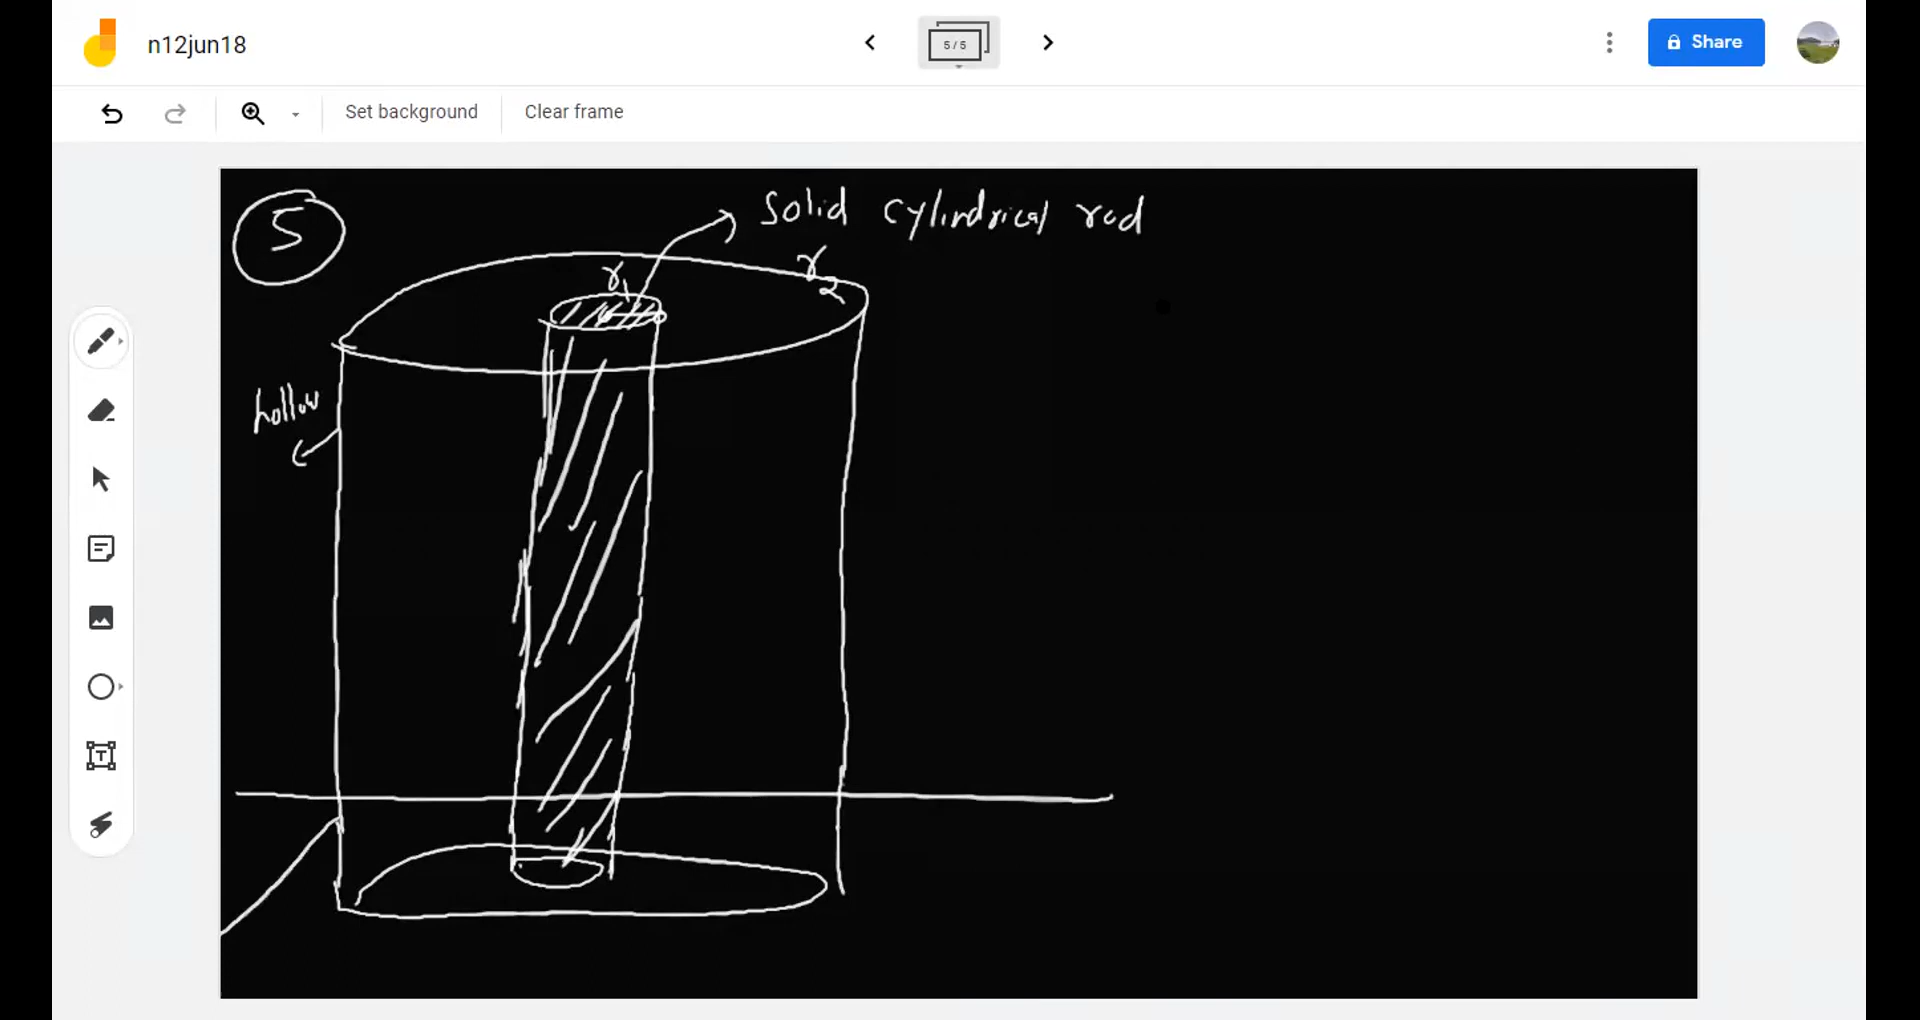 n12jun18
5 / 5
Share
Set background
Clear frame
5
Solid cylindrical rod
r1
r2
hollow